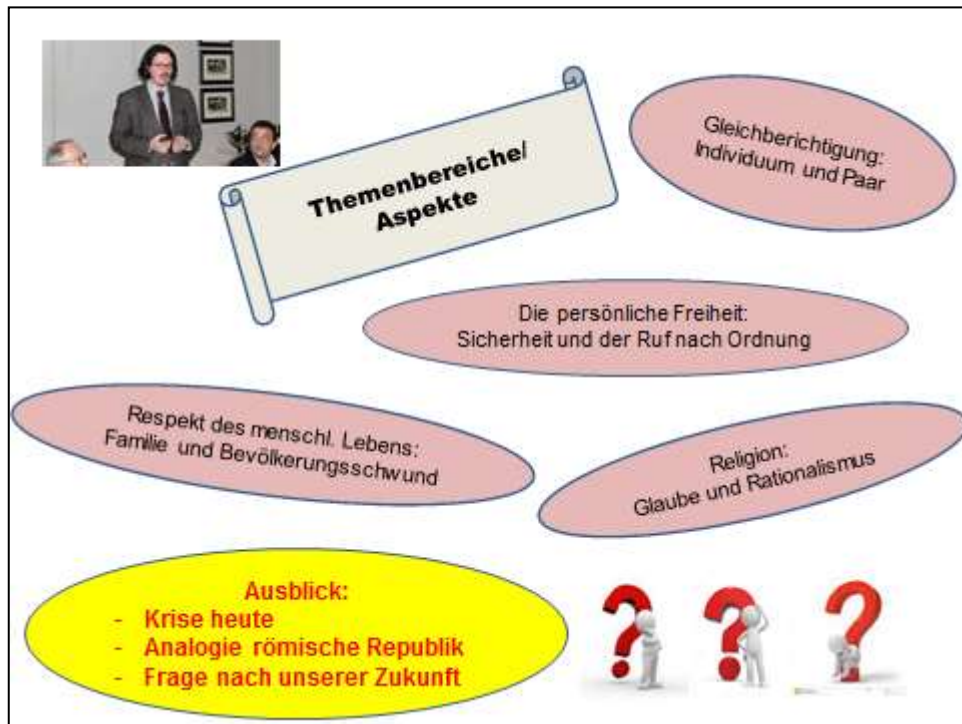 Themenbereiche/
Aspekte
Gleichberichtigung:
Individuum und Paar
Die persönliche Freiheit:
Sicherheit und der Ruf nach Ordnung
Respekt des menschl. Lebens:
Familie und Bevölkerungsschwund
Religion:
Glaube und Rationalismus
Ausblick:
- Krise heute
- Analogie römische Republik
- Frage nach unserer Zukunft